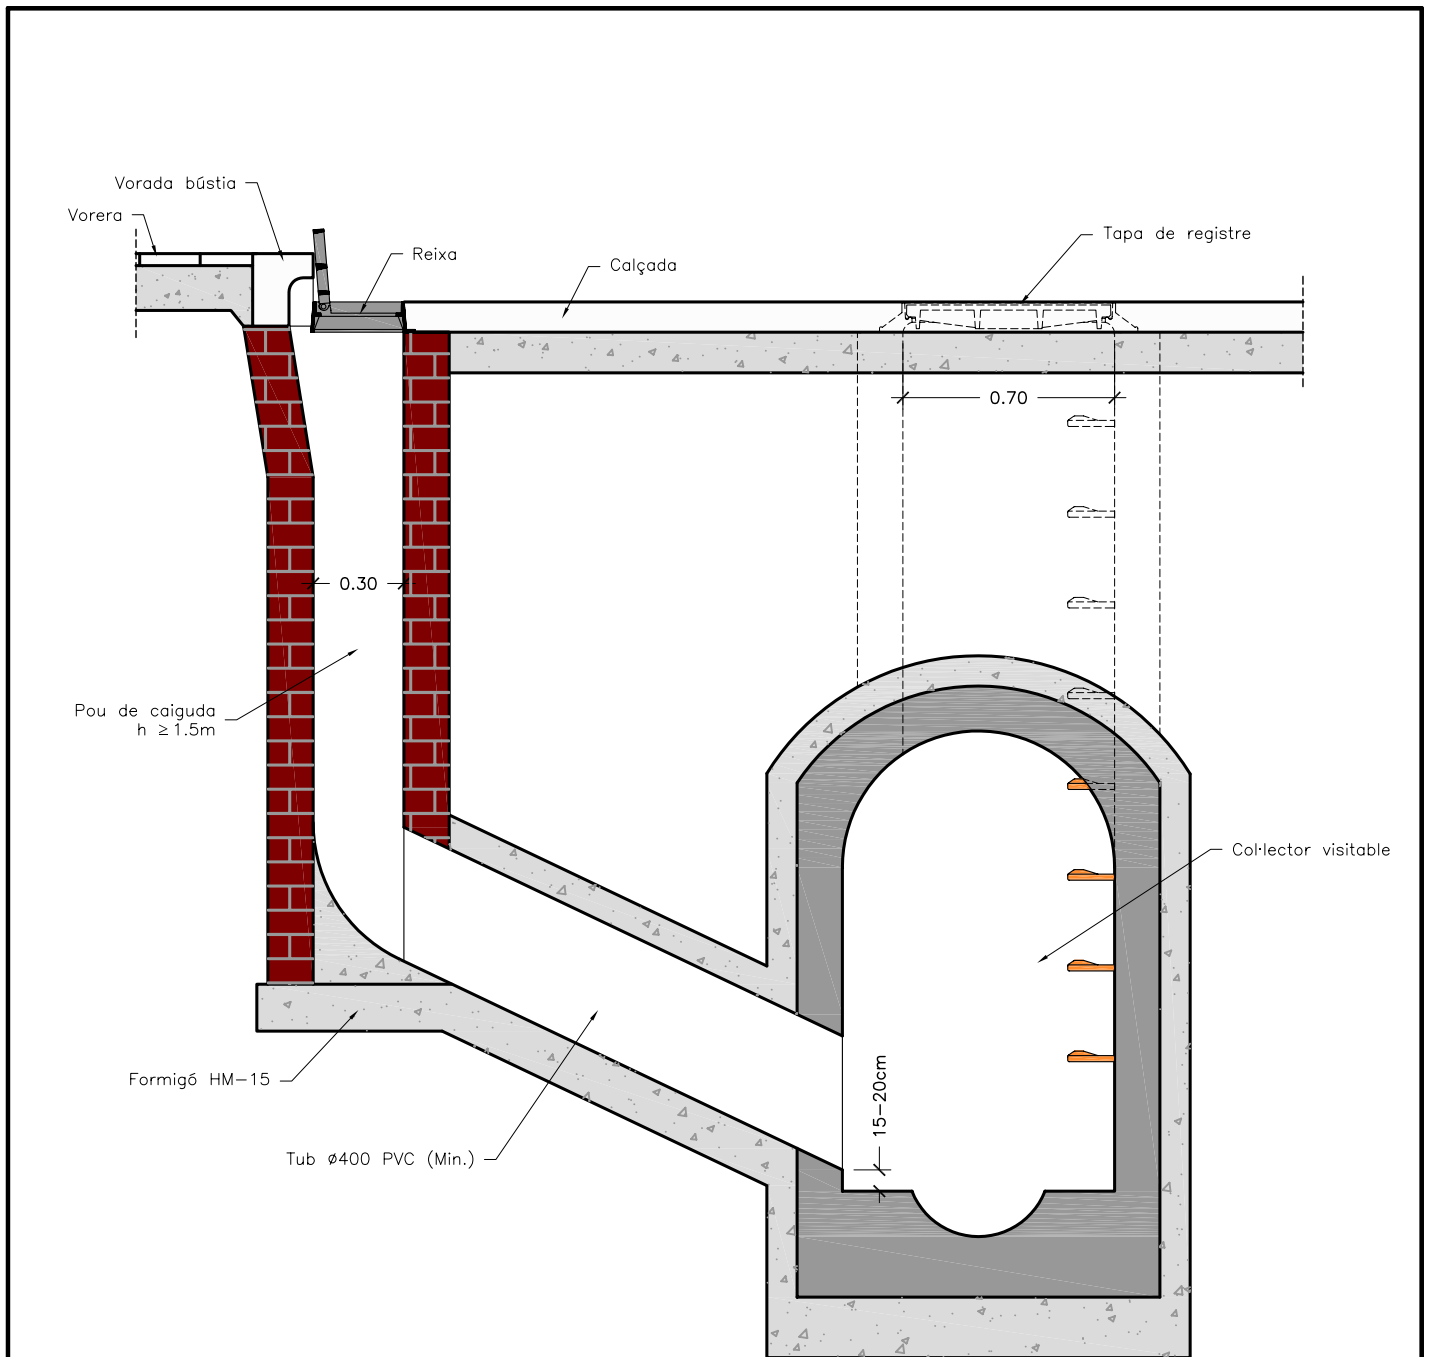 Vorada bústia
Vorera
Reixa
Calçada
Tapa de registre
0.70
0.30
Pou de caiguda
h ≥1.5m
Col·lector visitable
15-20cm
Formigó HM-15
Tub ø400 PVC (Min.)